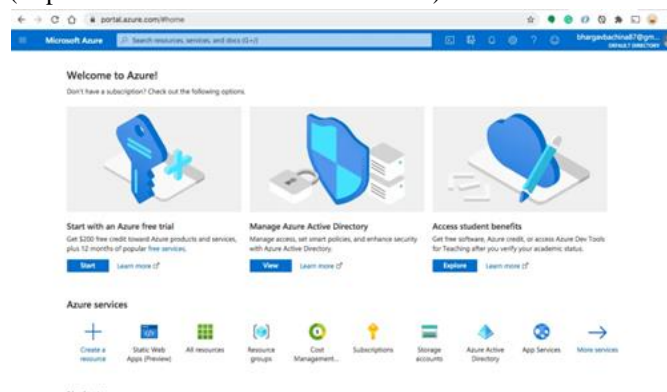 portal.azure.com/#home
Microsoft Azure
Search resources, services, and docs (G+/)
bhargavbachina87@gm...
DEFAULT DIRECTORY
Welcome to Azure!
Don't have a subscription? Check out the following options.
Start with an Azure free trial
Get $200 free credit toward Azure products and services,
plus 12 months of popular free services.
Start
Learn more
Manage Azure Active Directory
Manage access, set smart policies, and enhance security
with Azure Active Directory.
View
Learn more
Access student benefits
Get free software, Azure credit, or access Azure Dev Tools
for Teaching after you verify your academic status.
Explore
Learn more
Azure services
Create a
resource
Static Web
Apps (Preview)
All resources
Resource
groups
Cost
Management...
Subscriptions
Storage
accounts
Azure Active
Directory
App Services
More services